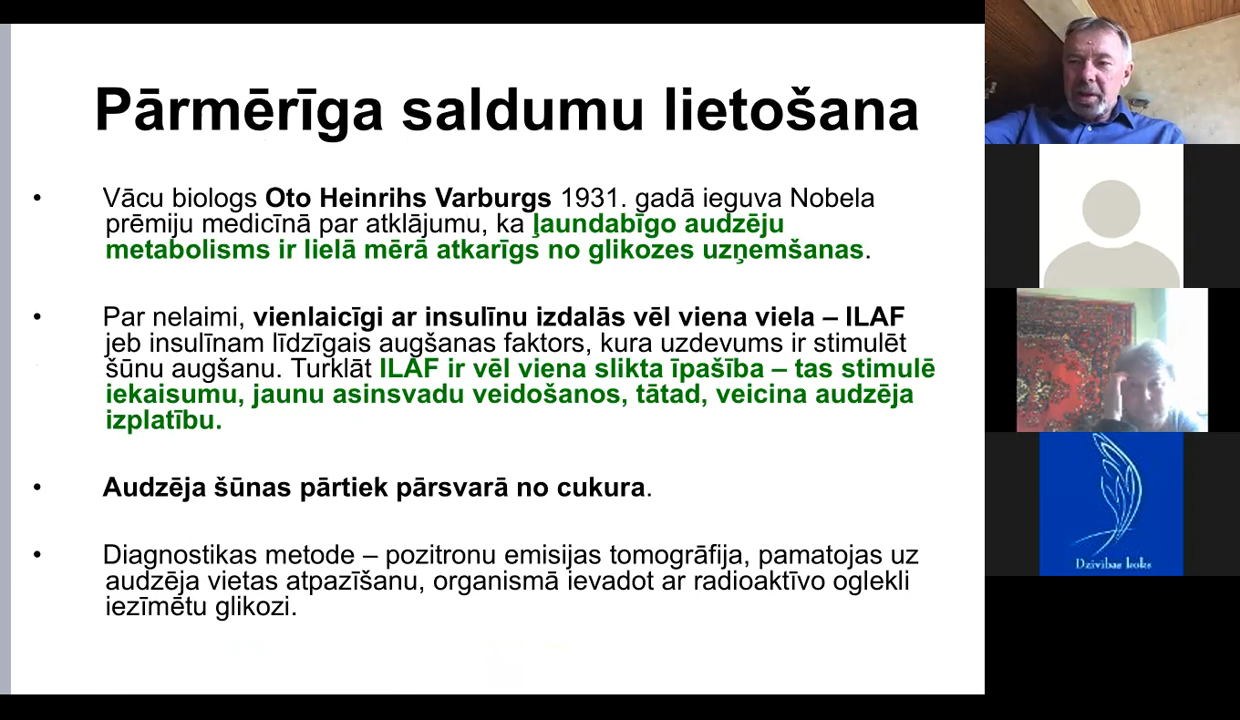 Pārmērīga saldumu lietošana
• Vācu biologs Oto Heinrihs Varburgs 1931. gadā ieguva Nobela
prēmiju medicīnā par atklājumu, ka ļaundabīgo audzēju
metabolisms ir lielā mērā atkarīgs no glikozes uzņemšanas.
• Par nelaimi, vienlaicīgi ar insulīnu izdalās vēl viena viela – ILAF
jeb insulīnam līdzīgais augšanas faktors, kura uzdevums ir stimulēt
šūnu augšanu. Turklāt ILAF ir vēl viena slikta īpašība – tas stimulē
iekaisumu, jaunu asinsvadu veidošanos, tātad, veicina audzēja
izplatību.
• Audzēja šūnas pārtiek pārsvarā no cukura.
• Diagnostikas metode – pozitronu emisijas tomogrāfija, pamatojas uz
audzēja vietas atpazīšanu, organismā ievadot ar radioaktīvo oglekli
iezīmētu glikozi.
Dzīvības koks